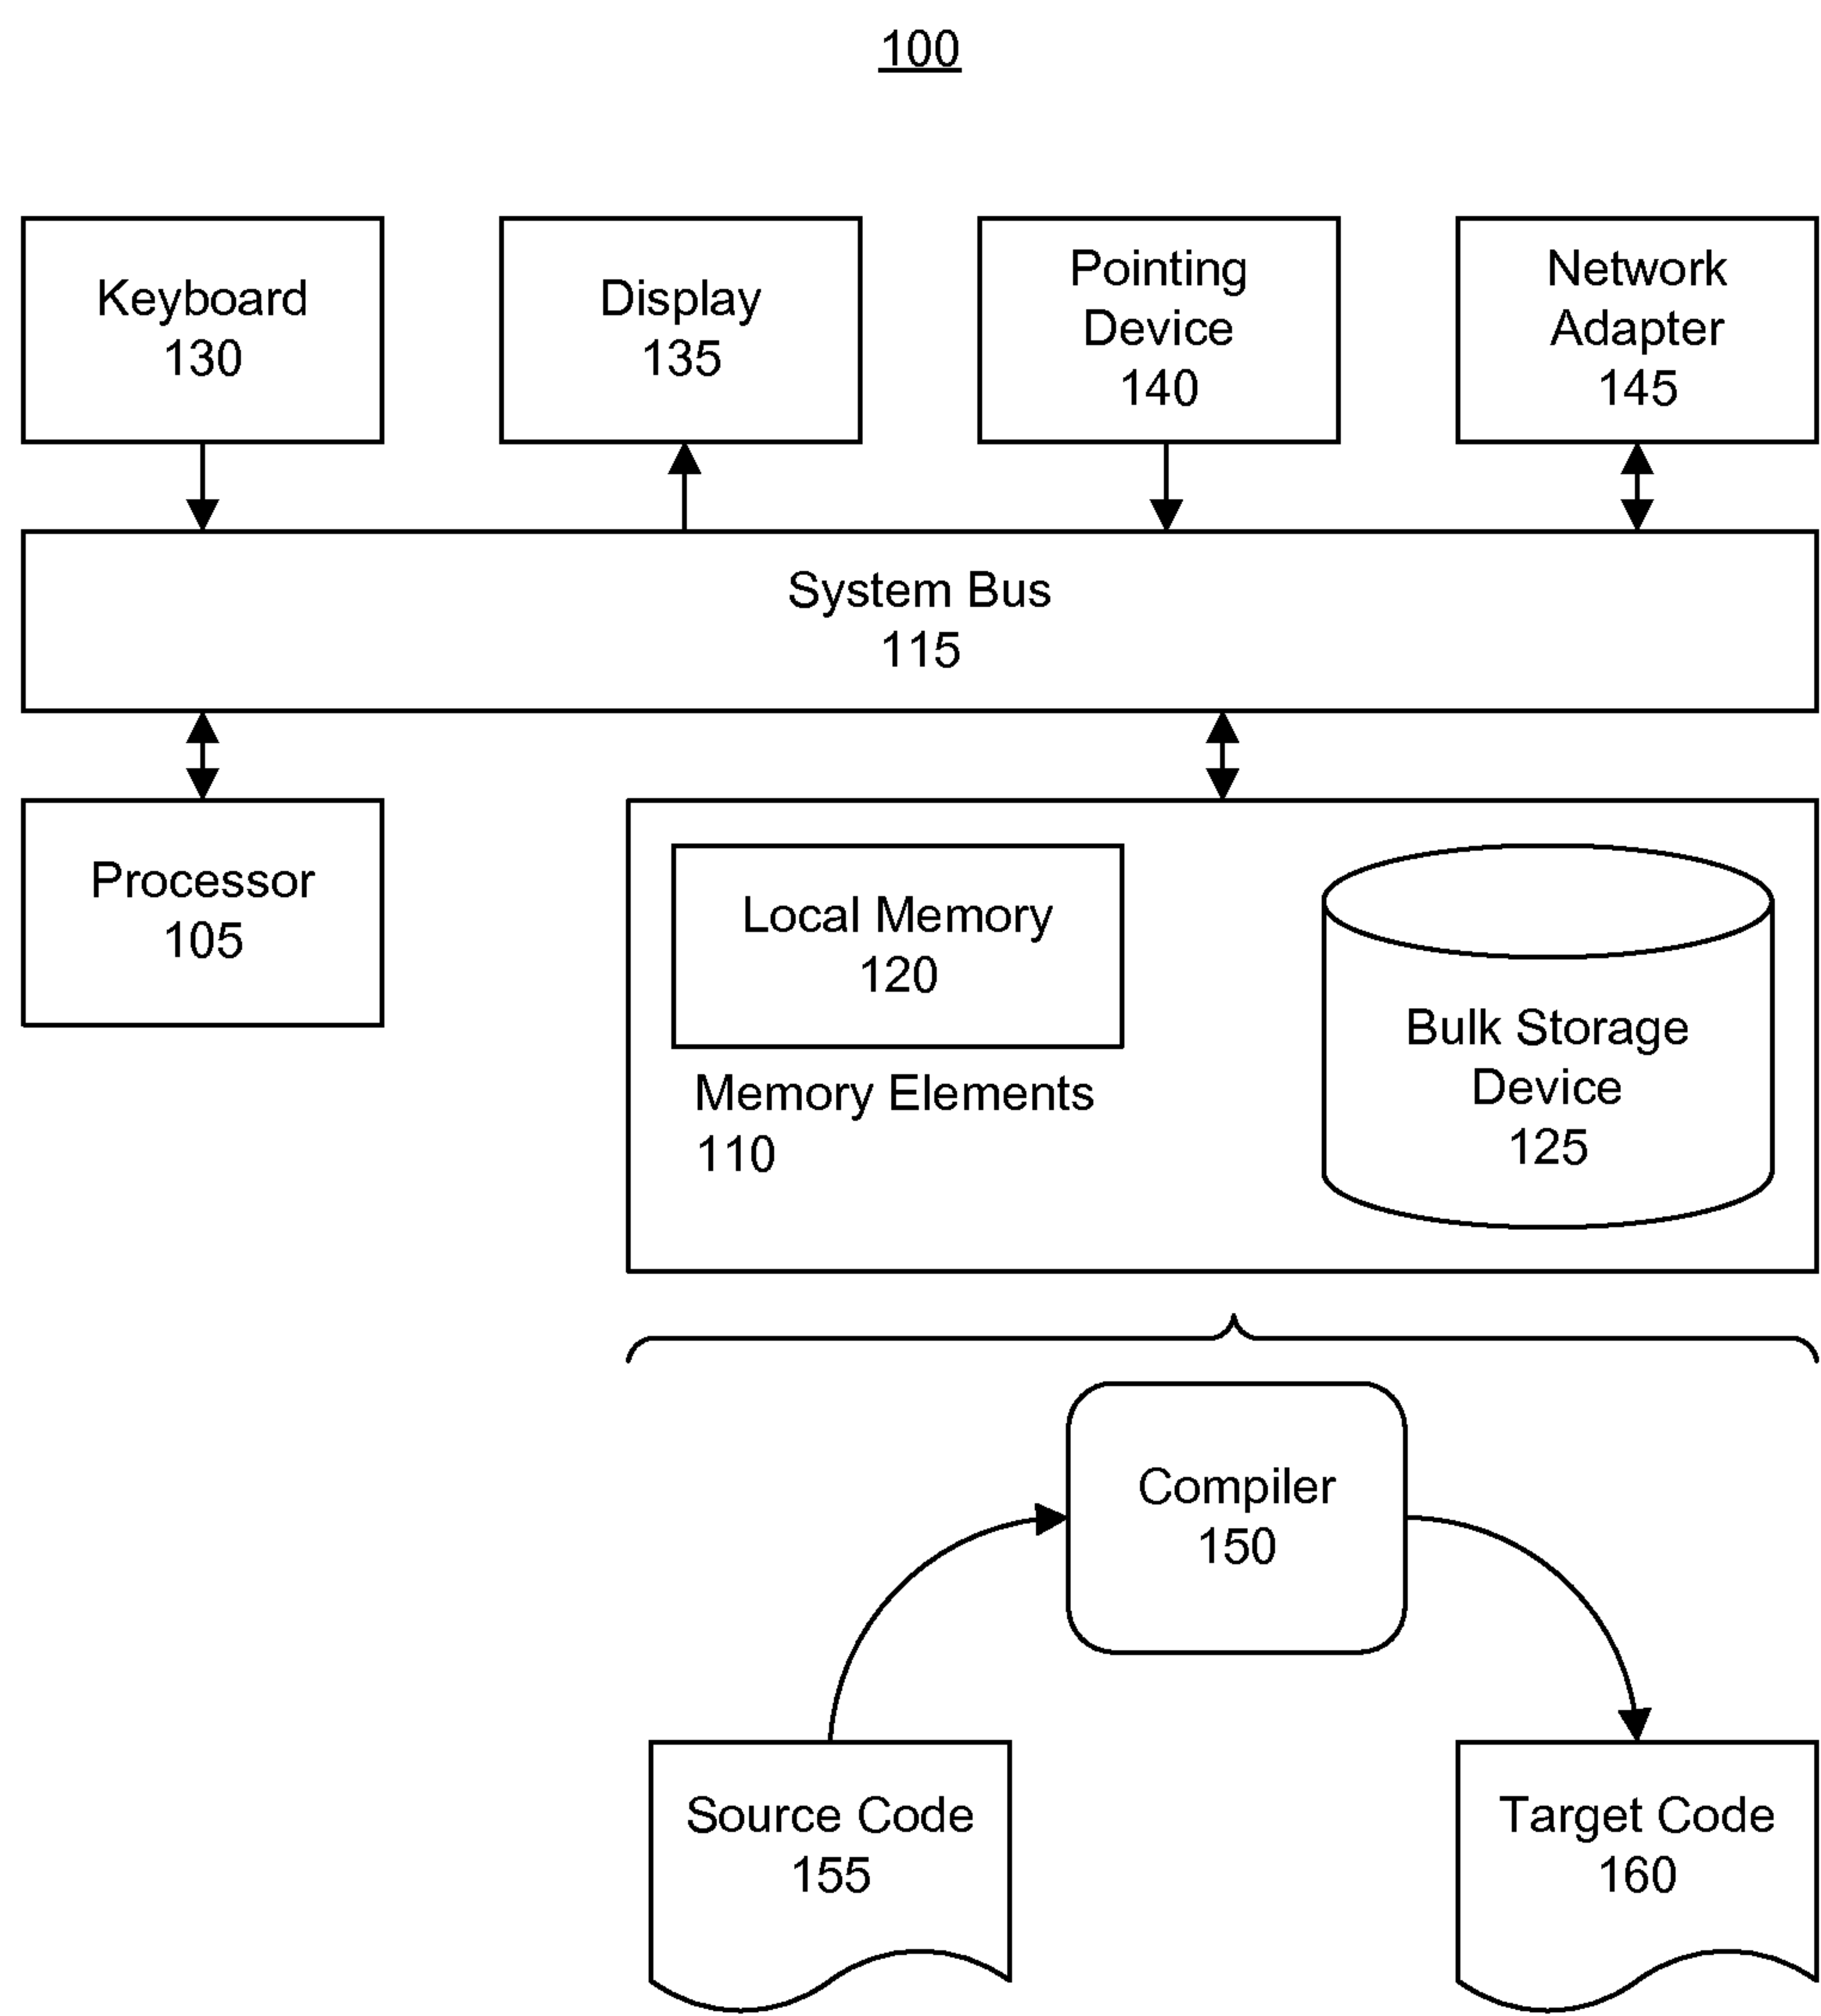 100
Keyboard
130
Display
135
Pointing
Device
140
Network
Adapter
145
System Bus
115
Processor
105
Local Memory
120
Memory Elements
110
Bulk Storage
Device
125
Compiler
150
Source Code
155
Target Code
160